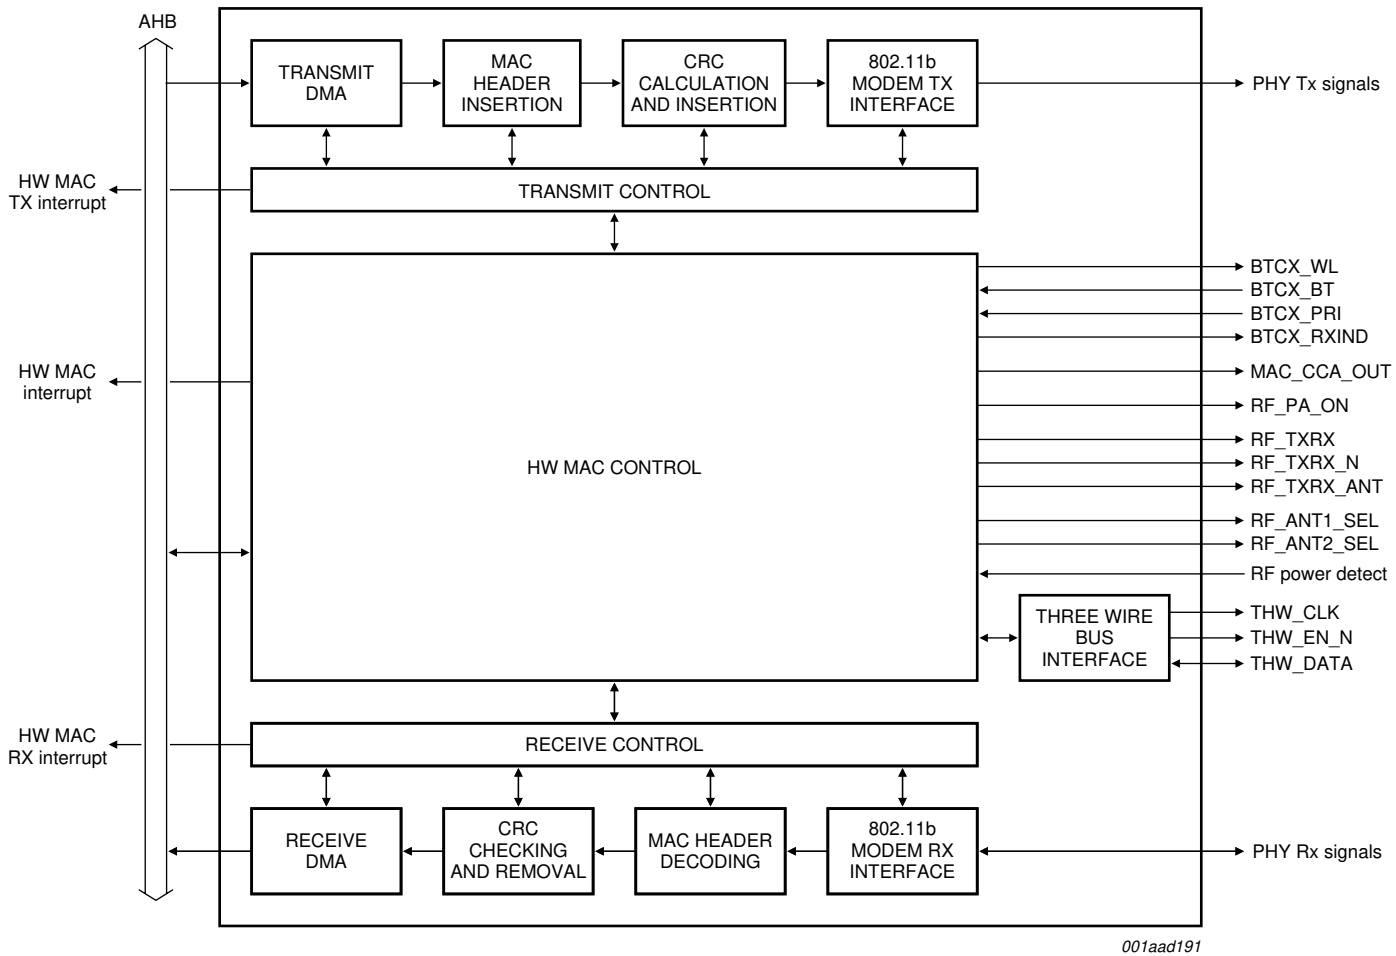 AHB
TRANSMIT
DMA
MAC
HEADER
INSERTION
CRC
CALCULATION
AND INSERTION
802.11b
MODEM TX
INTERFACE
PHY Tx signals
HW MAC
TX interrupt
TRANSMIT CONTROL
HW MAC
interrupt
HW MAC CONTROL
BTCX_WL
BTCX_BT
BTCX_PRI
BTCX_RXIND
MAC_CCA_OUT
RF_PA_ON
RF_TXRX
RF_TXRX_N
RF_TXRX_ANT
RF_ANT1_SEL
RF_ANT2_SEL
RF power detect
THREE WIRE
BUS
INTERFACE
THW_CLK
THW_EN_N
THW_DATA
HW MAC
RX interrupt
RECEIVE CONTROL
RECEIVE
DMA
CRC
CHECKING
AND REMOVAL
MAC HEADER
DECODING
802.11b
MODEM RX
INTERFACE
PHY Rx signals
001aad191